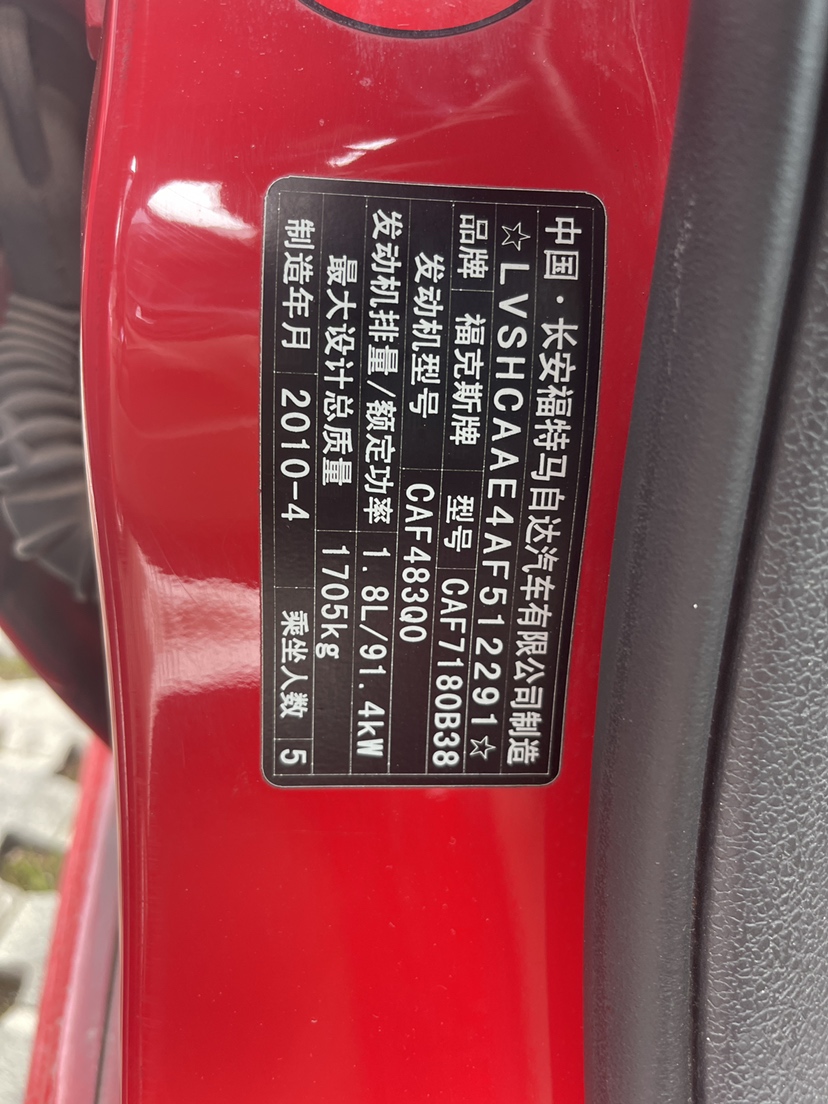 中国·长安福特马自达汽车有限公司制造
☆LVSHCAAE4AF512291☆
品牌 福克斯牌 型号 CAF7180B38
发动机型号 CAF483Q0
发动机排量/额定功率 1.8L/91.4kW
最大设计总质量 1705kg
制造年月 2010-4 乘坐人数 5